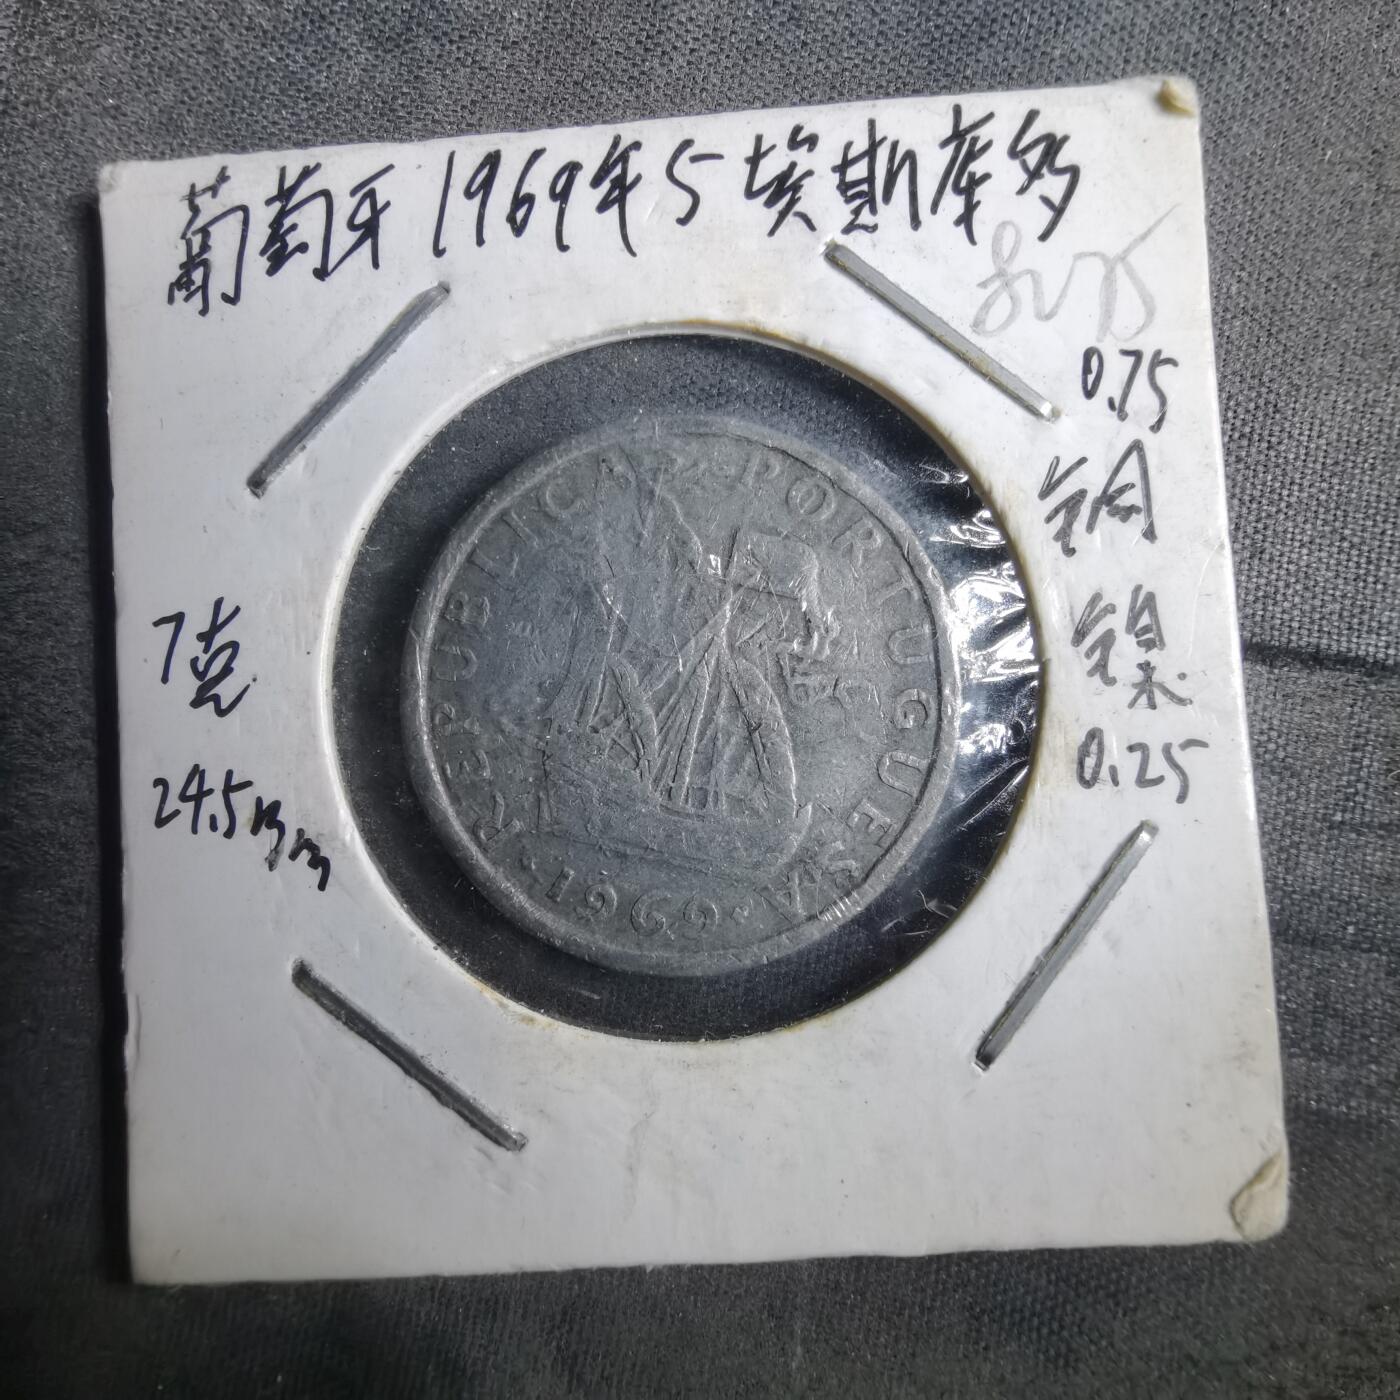 葡萄牙1969年5埃斯库多
0.75
铜
镍
0.25
7克
24.5mm
REPUBLICA PORTUGUESA
·1969·